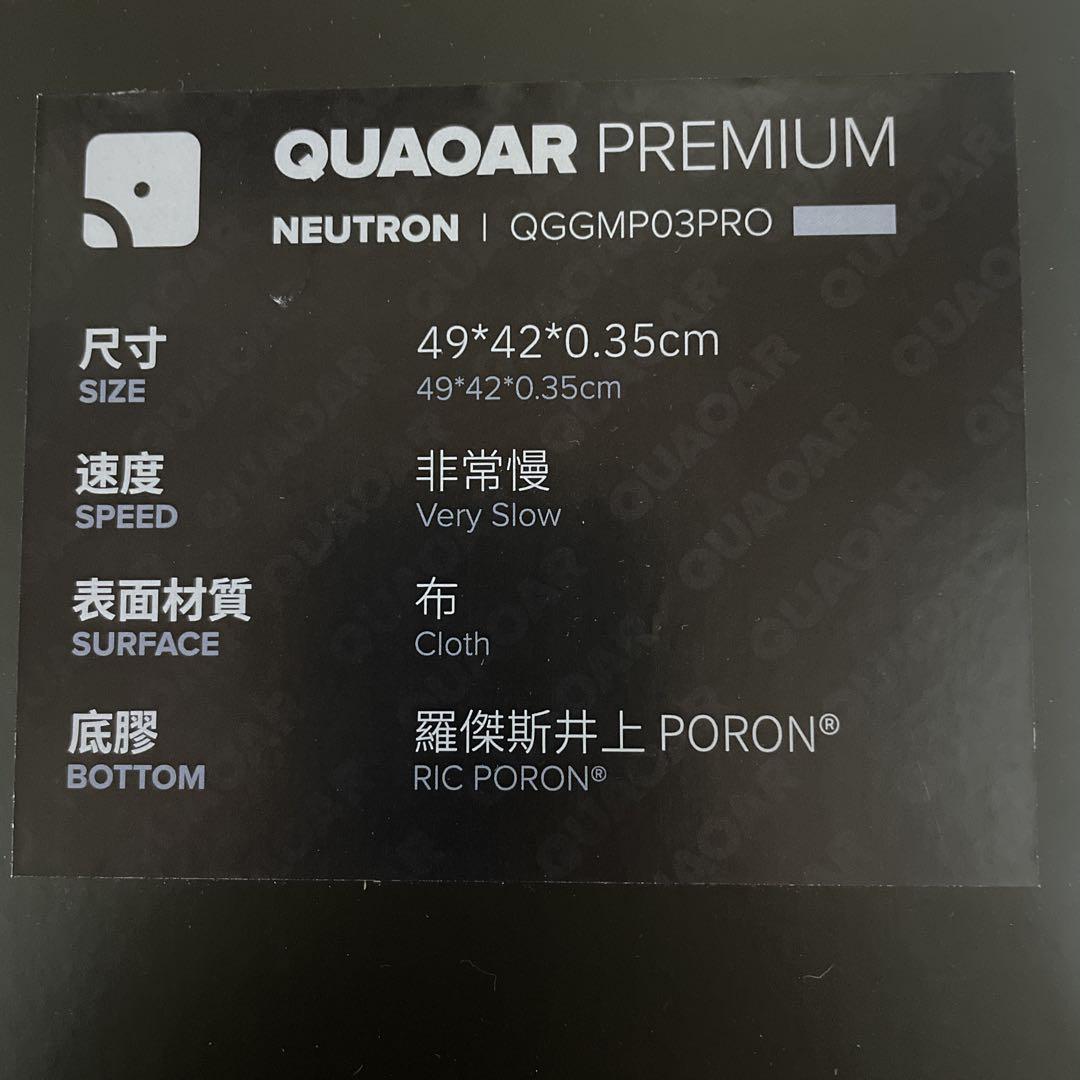 QUAOAR PREMIUM
NEUTRON | QGGMP03PRO
尺寸 49*42*0.35cm
SIZE 49*42*0.35cm
速度 非常慢
SPEED Very Slow
表面材質 布
SURFACE Cloth
底膠 羅傑斯井上 PORON®
BOTTOM RIC PORON®